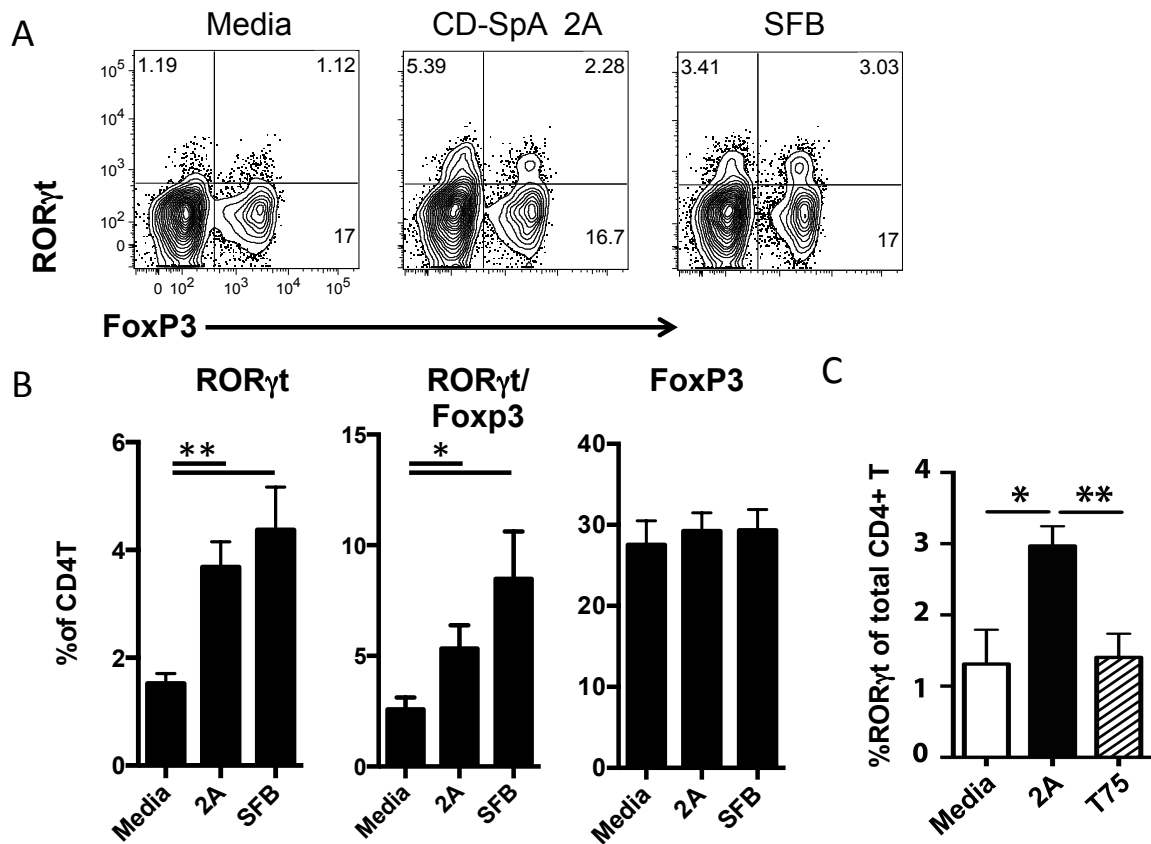 A
Media
CD-SpA 2A
SFB
1.19
1.12
17
5.39
2.28
16.7
3.41
3.03
17
10⁵
10⁴
10³
10²
0
0 10² 10³ 10⁴ 10⁵
RORγt
FoxP3
B
RORγt
RORγt/
Foxp3
FoxP3
%of CD4T
6
4
2
0
**
Media
2A
SFB
15
10
5
0
*
Media
2A
SFB
40
30
20
10
0
Media
2A
SFB
C
%RORγt of total CD4+ T
4
3
2
1
0
* **
Media
2A
T75